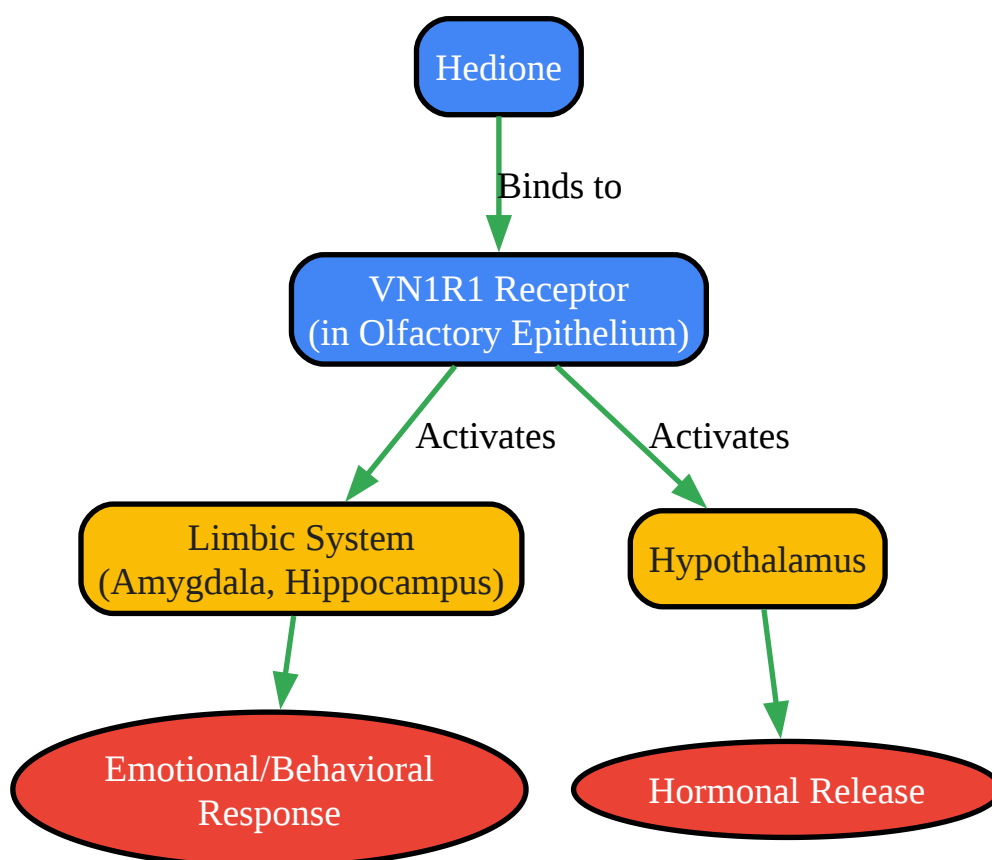 Hedione
Binds to
VN1R1 Receptor
(in Olfactory Epithelium)
Activates
Activates
Limbic System
(Amygdala, Hippocampus)
Hypothalamus
Emotional/Behavioral
Response
Hormonal Release